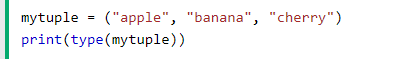 mytuple = ("apple", "banana", "cherry")
print(type(mytuple))